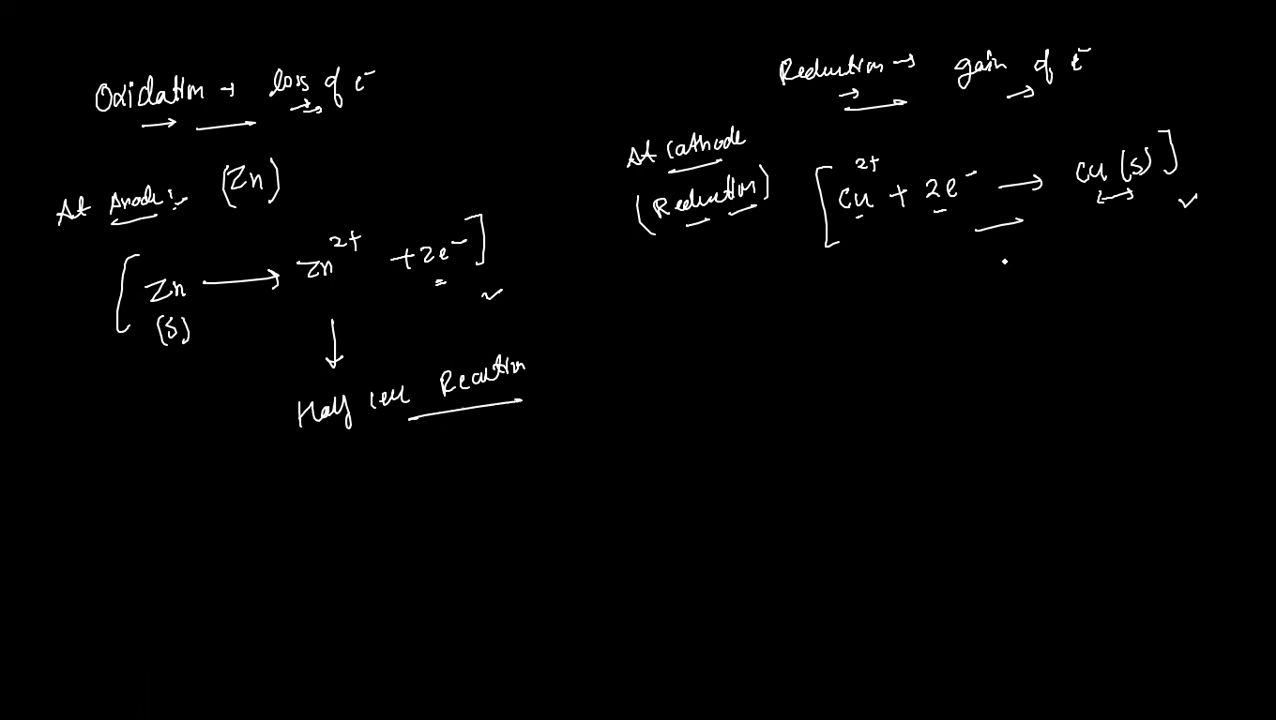 Oxidation → loss of e⁻
At Anode :- (Zn)
[Zn (s) → Zn²⁺ + 2e⁻]
↓
Half cell Reaction
Reduction → gain of e⁻
At Cathode
(Reduction) [Cu²⁺ + 2e⁻ → Cu (s)]